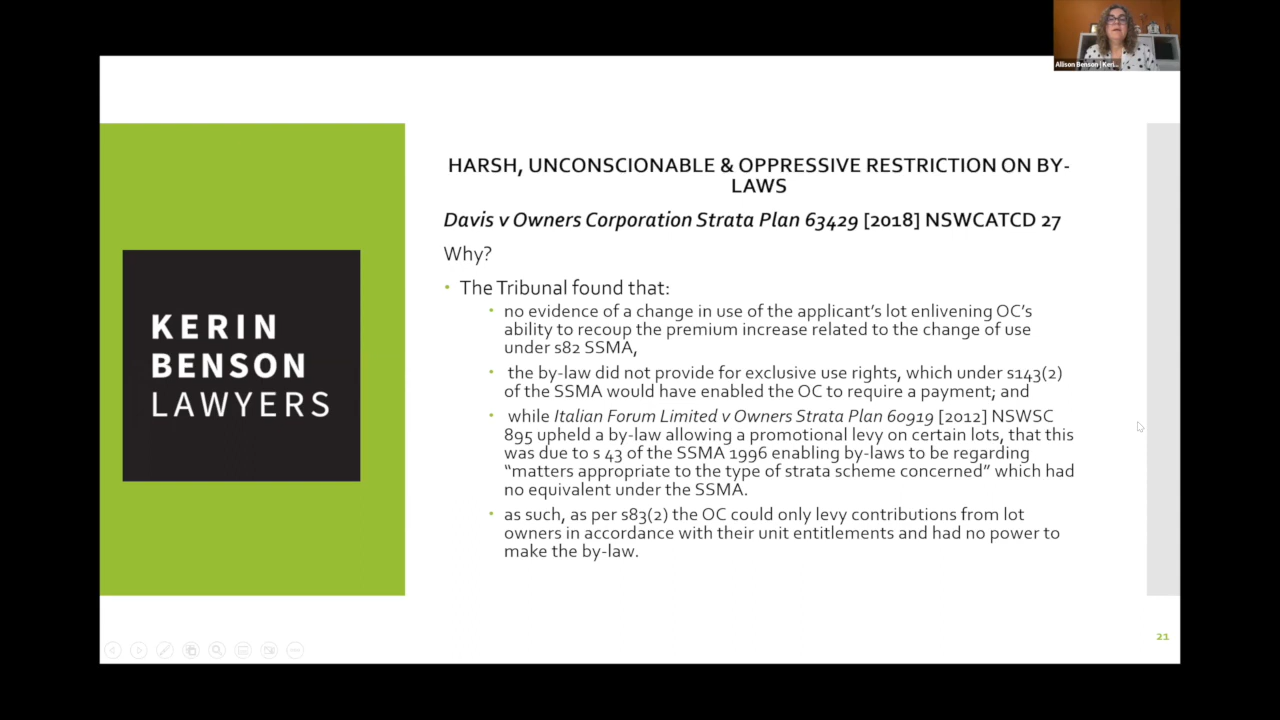 Allison Benson | Keri...
HARSH, UNCONSCIONABLE & OPPRESSIVE RESTRICTION ON BY-
LAWS
Davis v Owners Corporation Strata Plan 63429 [2018] NSWCATCD 27
Why?
• The Tribunal found that:
• no evidence of a change in use of the applicant's lot enlivening OC's
ability to recoup the premium increase related to the change of use
under s82 SSMA,
• the by-law did not provide for exclusive use rights, which under s143(2)
of the SSMA would have enabled the OC to require a payment; and
• while Italian Forum Limited v Owners Strata Plan 60919 [2012] NSWSC
895 upheld a by-law allowing a promotional levy on certain lots, that this
was due to s 43 of the SSMA 1996 enabling by-laws to be regarding
“matters appropriate to the type of strata scheme concerned” which had
no equivalent under the SSMA.
• as such, as per s83(2) the OC could only levy contributions from lot
owners in accordance with their unit entitlements and had no power to
make the by-law.
KERIN
BENSON
LAWYERS
21